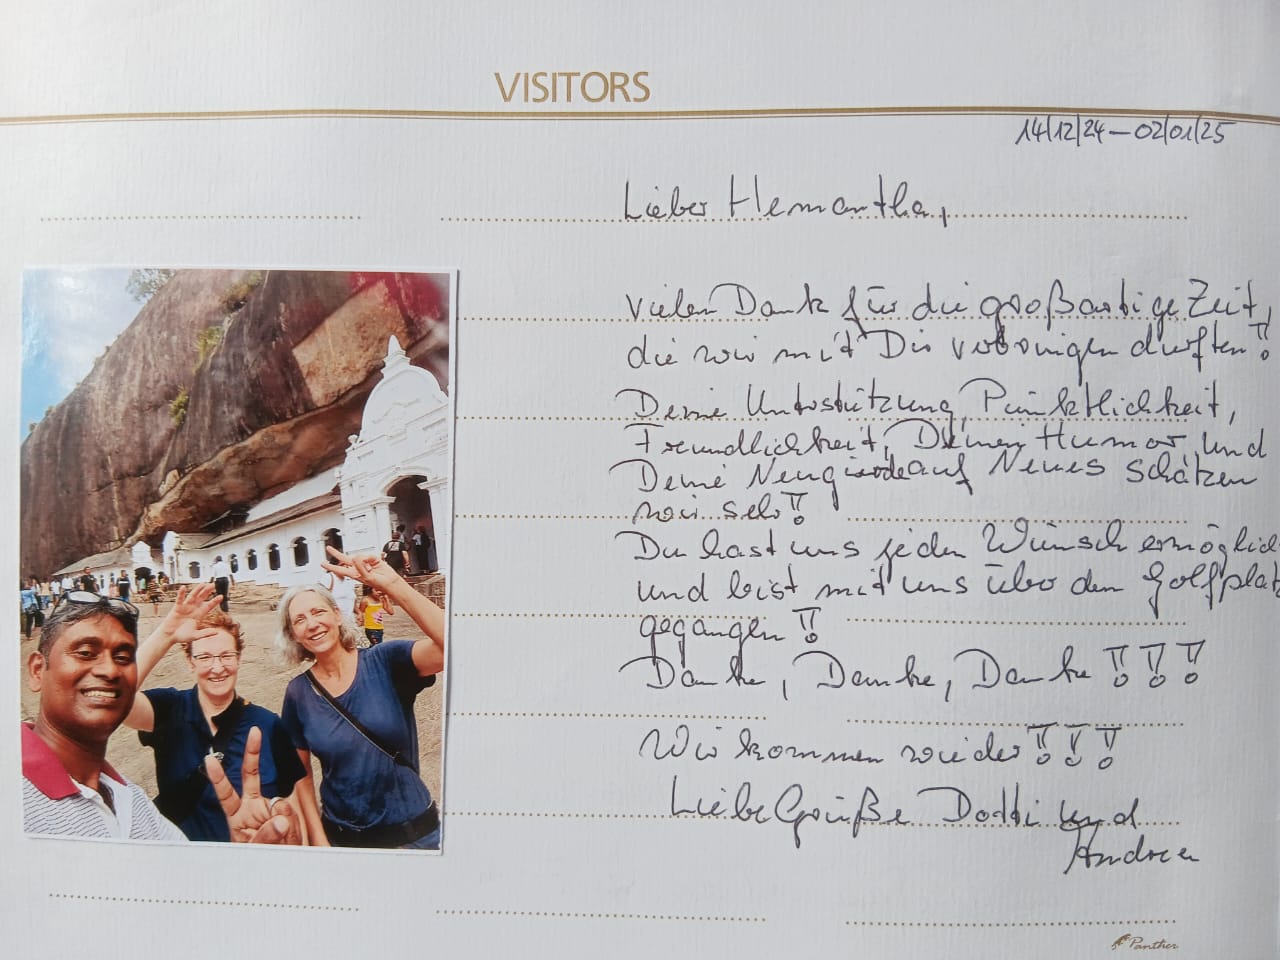 VISITORS
14/12/24 – 02/01/25
Lieber Hemantha,
vielen Dank für die großartige Zeit,
die wir mit Dir verbringen durften!!
Deine Unterstützung, Pünktlichkeit,
Freundlichkeit, Deinen Humor und
Deine Neugierde auf Neues schätzen
wir sehr!!
Du hast uns jeden Wunsch ermöglich
und bist mit uns über den Golfplatz
gegangen!!
Danke, Danke, Danke!!!
Wir kommen wieder!!!
Liebe Grüße Dotti und
Andrea
Panther